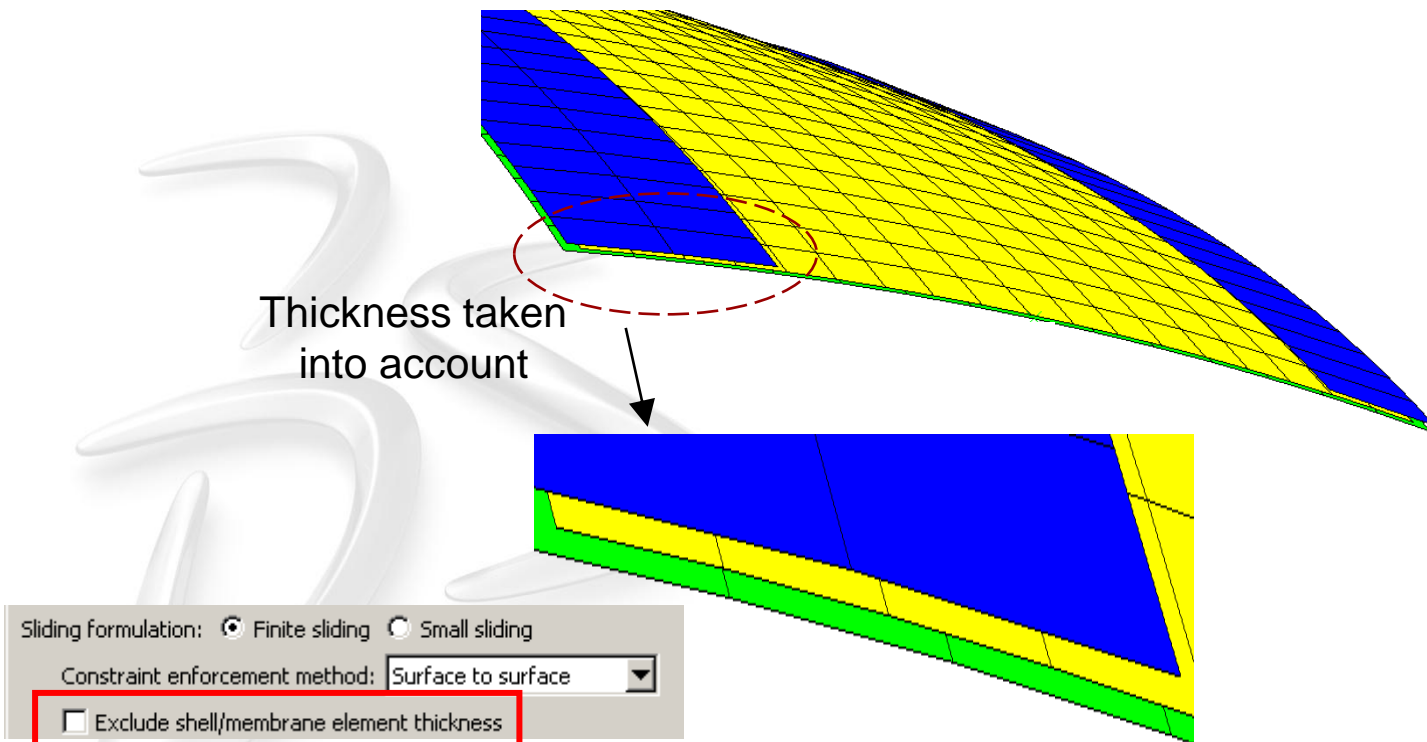 Thickness taken
into account
Sliding formulation: Finite sliding Small sliding
Constraint enforcement method: Surface to surface
Exclude shell/membrane element thickness